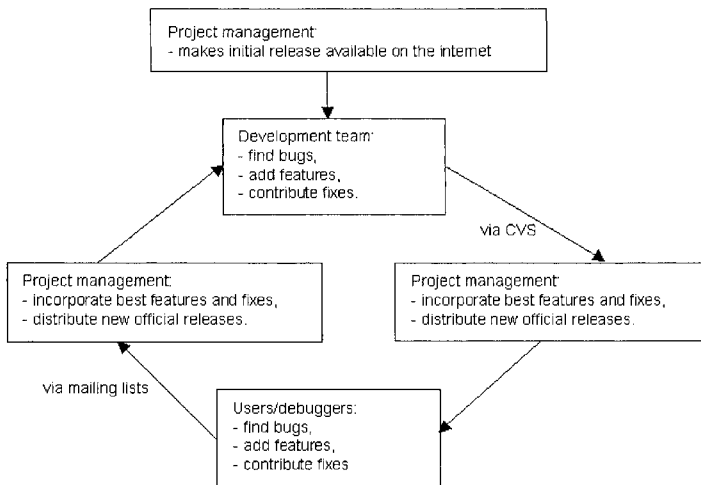 Project management:
- makes initial release available on the internet
Development team:
- find bugs,
- add features,
- contribute fixes.
via CVS
Project management:
- incorporate best features and fixes,
- distribute new official releases.
Project management:
- incorporate best features and fixes,
- distribute new official releases.
via mailing lists
Users/debuggers:
- find bugs,
- add features,
- contribute fixes